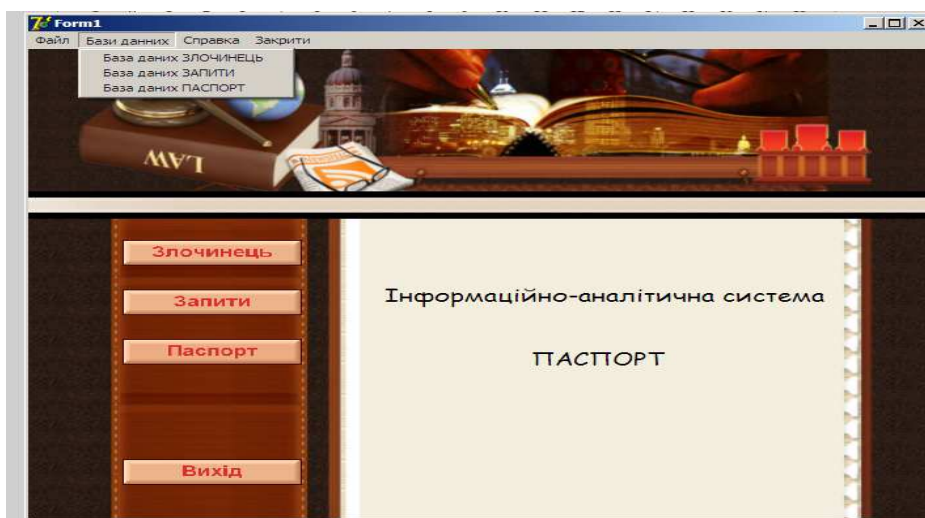 Form1
Файл Бази данних Справка Закрити
База даних ЗЛОЧИНЕЦЬ
База даних ЗАПИТИ
База даних ПАСПОРТ
LAW
Злочинець
Запити
Паспорт
Вихід
Інформаційно-аналітична система
ПАСПОРТ